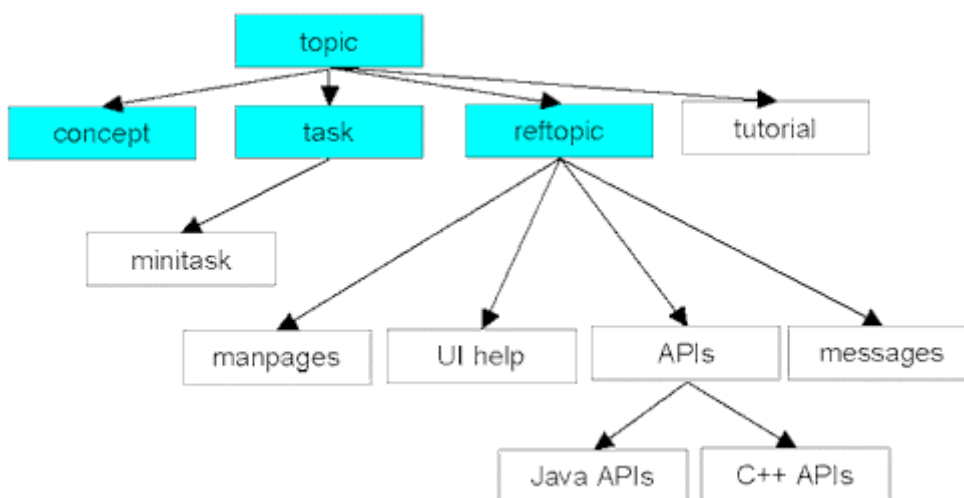 topic
concept
task
reftopic
tutorial
minitask
manpages
UI help
APIs
messages
Java APIs
C++ APIs